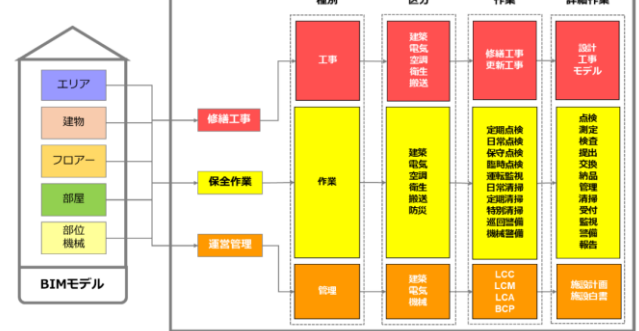 種別
区分
作業
詳細作業
エリア
建物
フロアー
部屋
部位
機械
BIMモデル
修繕工事
保全作業
運営管理
工事
建築
電気
空調
衛生
搬送
修繕工事
更新工事
設計
工事
モデル
作業
建築
電気
空調
衛生
搬送
防災
定期点検
日常点検
保守点検
臨時点検
運転監視
日常清掃
定期清掃
特別清掃
巡回警備
機械警備
点検
測定
検査
提出
交換
納品
管理
清掃
受付
監視
警備
報告
管理
建築
電気
機械
LCC
LCM
LCA
BCP
施設計画
施設白書